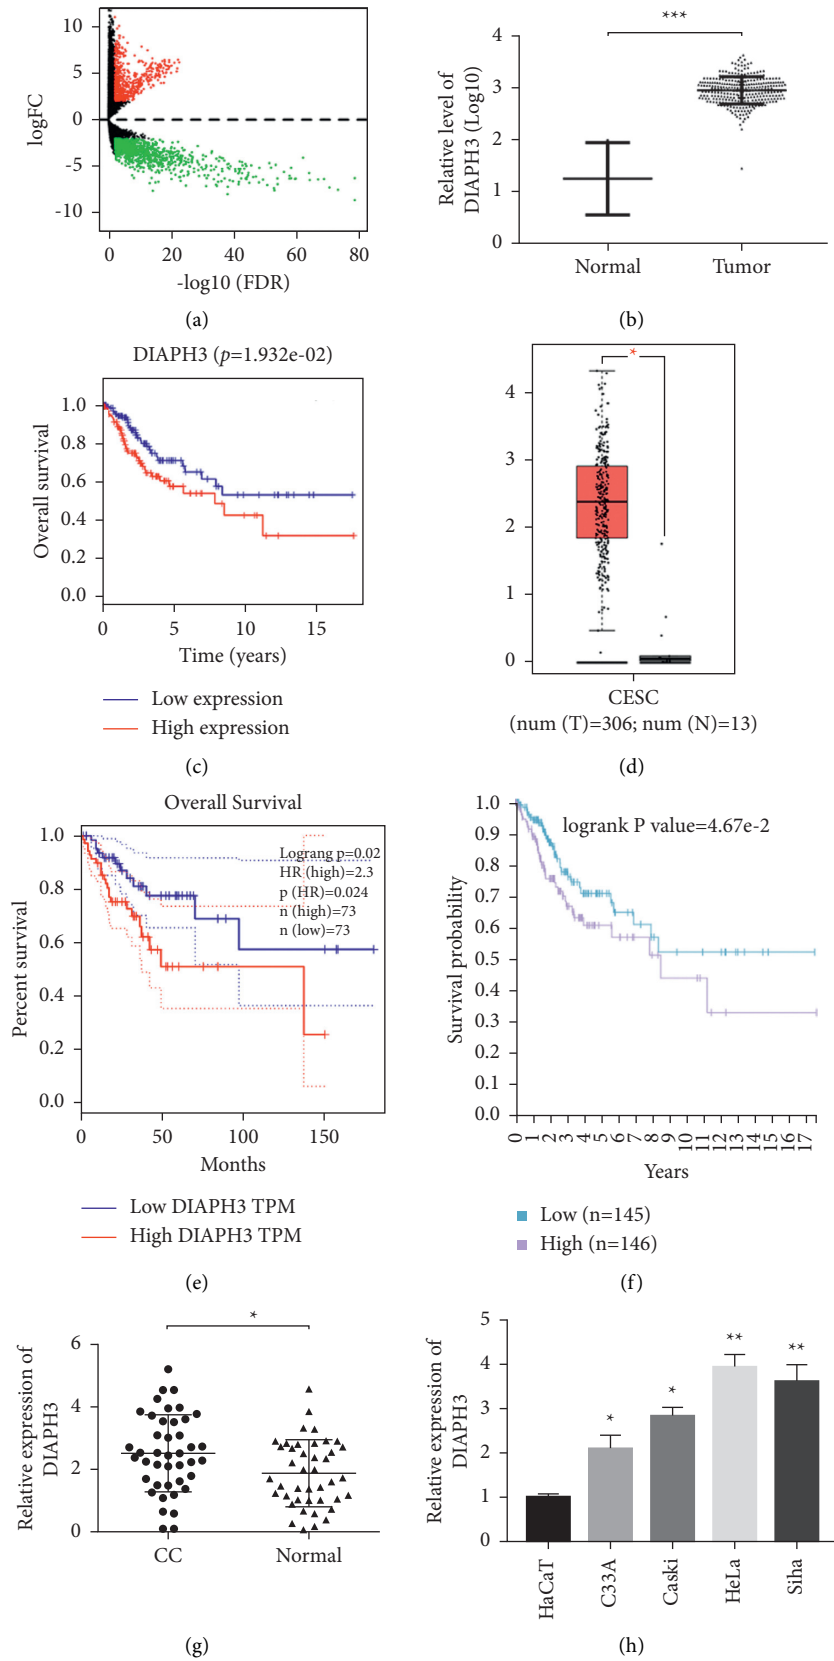 10
5
0
-5
-10
logFC
0 20 40 60 80
-log10 (FDR)
(a)
***
4
3
2
1
0
Relative level of
DIAPH3 (Log10)
Normal Tumor
(b)
DIAPH3 (p=1.932e-02)
1.0
0.8
0.6
0.4
0.2
0.0
Overall survival
0 5 10 15
Time (years)
Low expression
High expression
(c)
*
4
3
2
1
0
CESC
(num (T)=306; num (N)=13)
(d)
Overall Survival
1.0
0.8
0.6
0.4
0.2
0.0
Percent survival
Lograng p=0.02
HR (high)=2.3
p (HR)=0.024
n (high)=73
n (low)=73
0 50 100 150
Months
Low DIAPH3 TPM
High DIAPH3 TPM
(e)
1.0
0.9
0.8
0.7
0.6
0.5
0.4
0.3
0.2
0.1
0.0
Survival probability
logrank P value=4.67e-2
0 1 2 3 4 5 6 7 8 9 10 11 12 13 14 15 16 17
Years
Low (n=145)
High (n=146)
(f)
*
6
4
2
0
Relative expression of
DIAPH3
CC Normal
(g)
5
4
3
2
1
0
Relative expression of
DIAPH3
* * ** **
HaCaT C33A Caski HeLa Siha
(h)